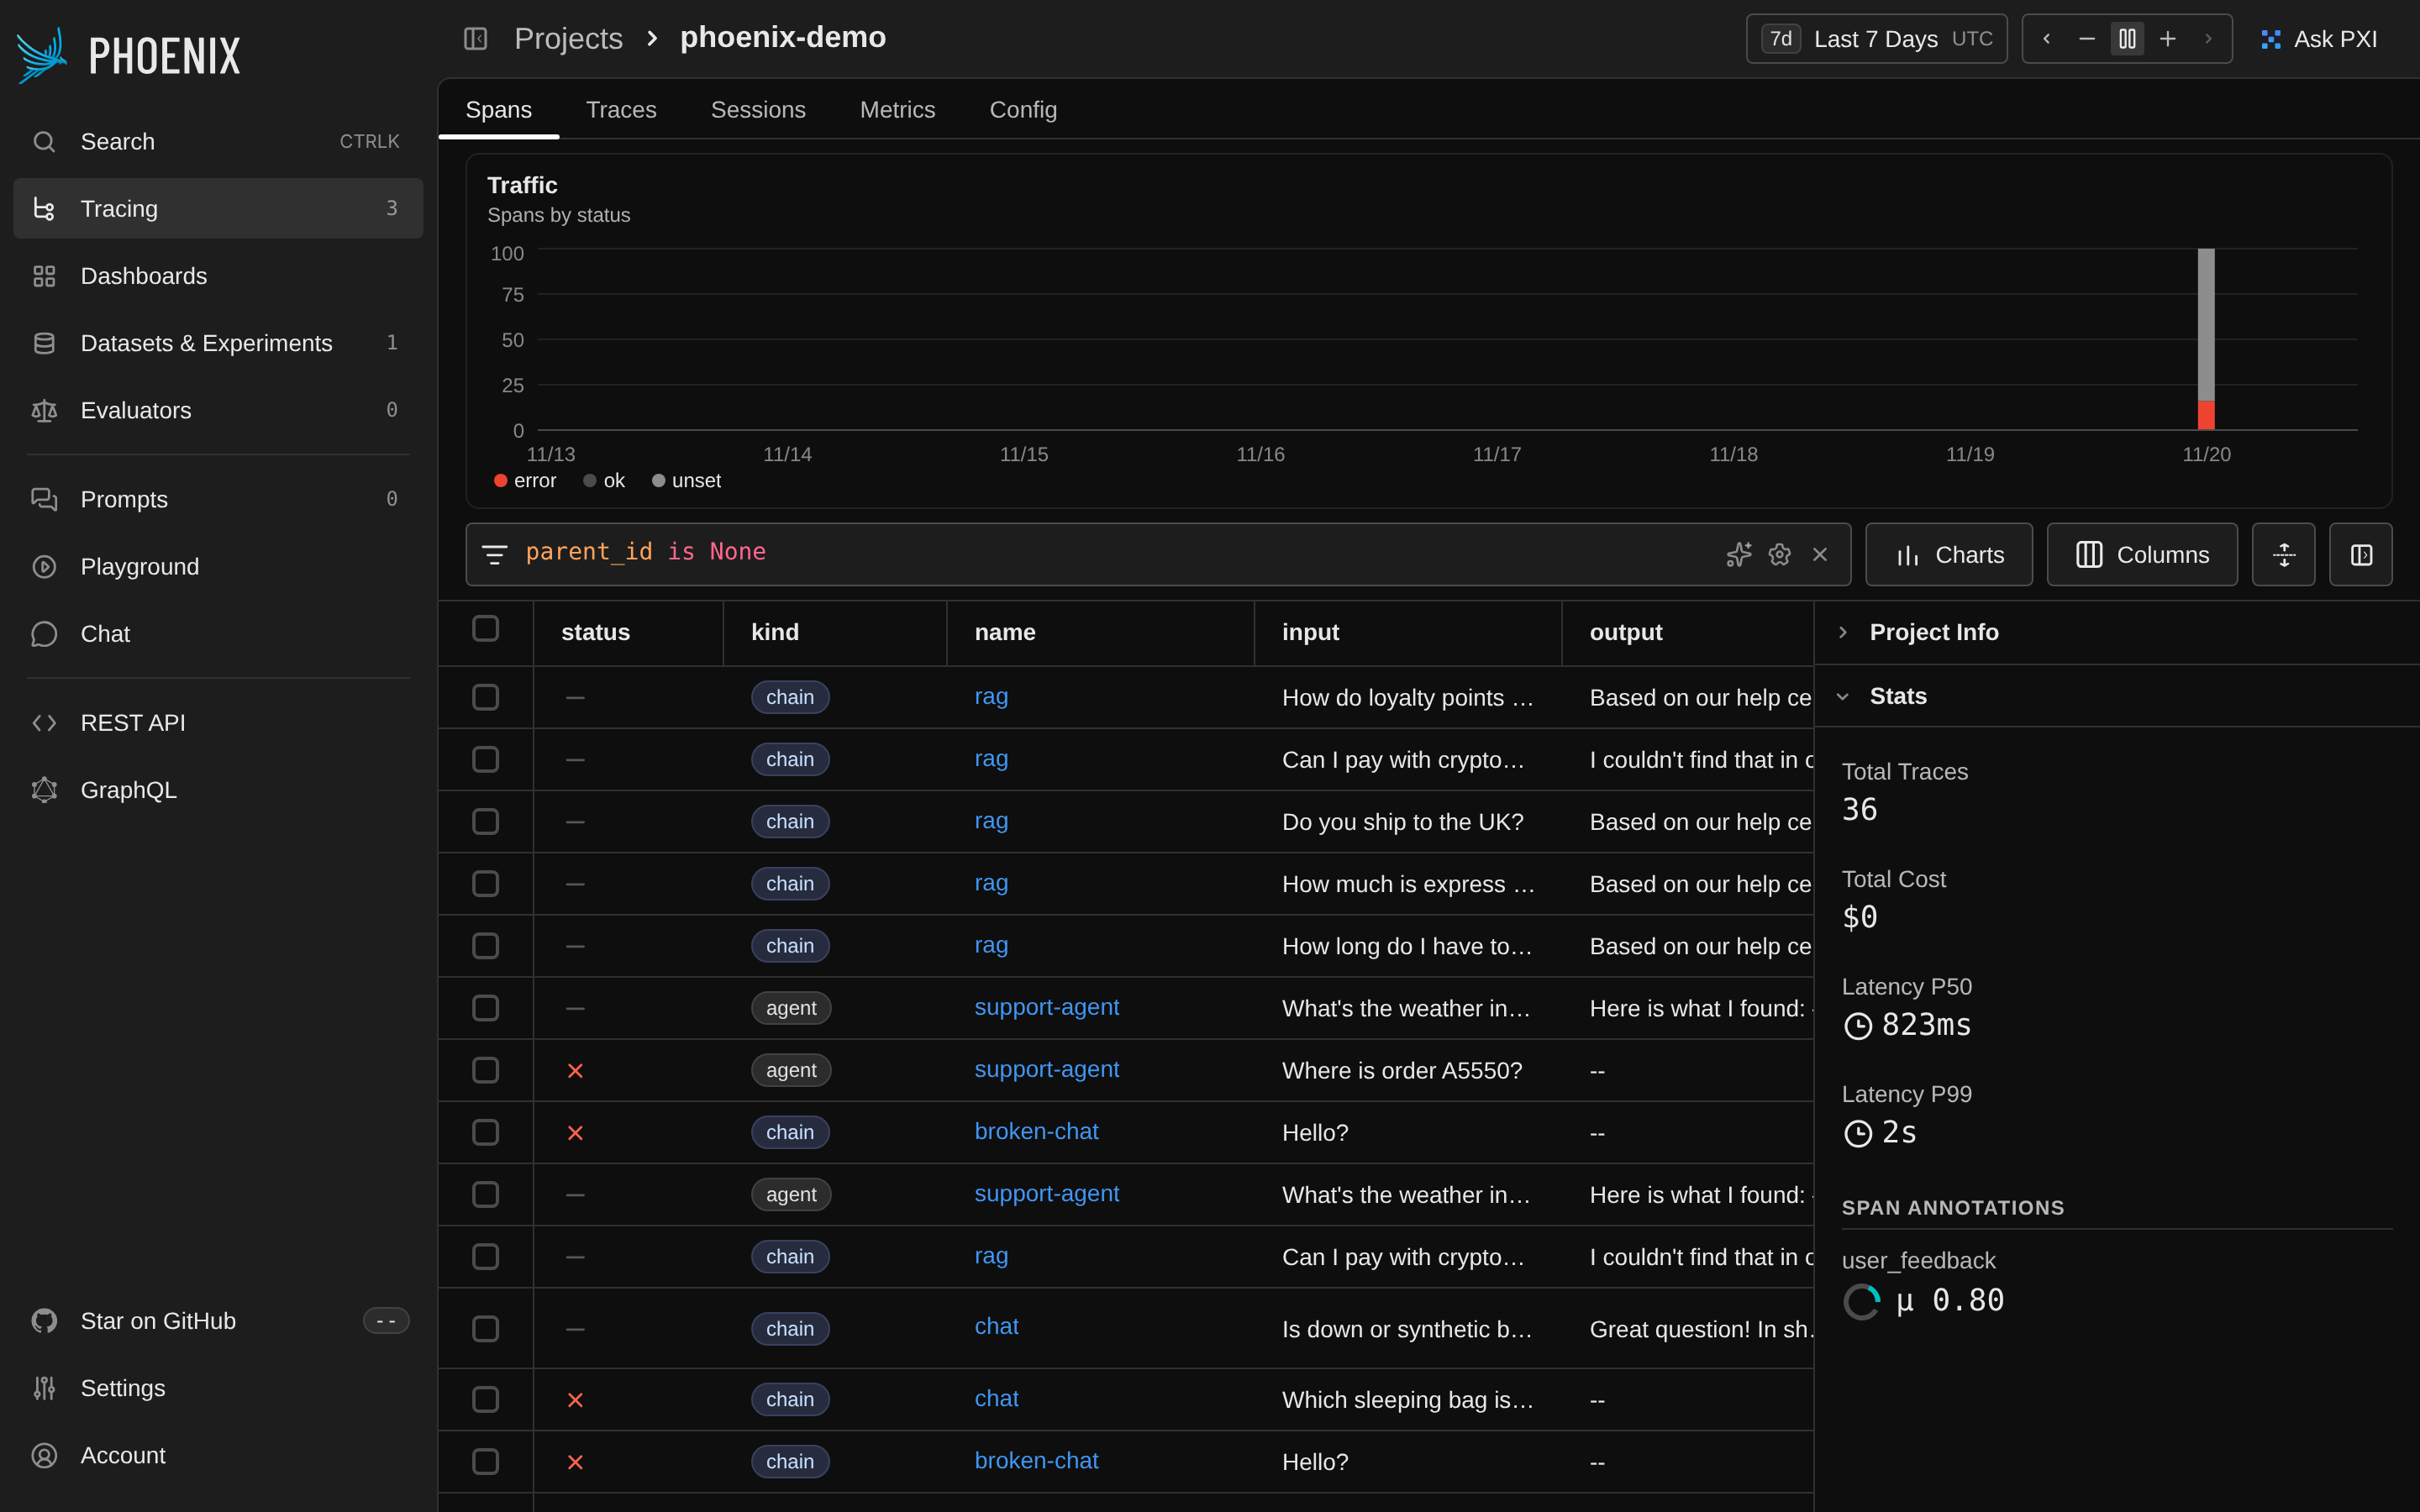 PHOENIX
Search CTRLK
Tracing 3
Dashboards
Datasets & Experiments 1
Evaluators 0
Prompts 0
Playground
Chat
REST API
GraphQL
Star on GitHub --
Settings
Account
Projects phoenix-demo
7d Last 7 Days UTC
Ask PXI
Spans Traces Sessions Metrics Config
Traffic
Spans by status
100
75
50
25
0
11/13 11/14 11/15 11/16 11/17 11/18 11/19 11/20
error ok unset
parent_id is None
Charts Columns
status kind name input output
chain rag How do loyalty points … Based on our help ce
chain rag Can I pay with crypto… I couldn't find that in
chain rag Do you ship to the UK? Based on our help ce
chain rag How much is express … Based on our help ce
chain rag How long do I have to… Based on our help ce
agent support-agent What's the weather in… Here is what I found:
agent support-agent Where is order A5550? --
chain broken-chat Hello? --
agent support-agent What's the weather in… Here is what I found:
chain rag Can I pay with crypto… I couldn't find that in
chain chat Is down or synthetic b… Great question! In sh…
chain chat Which sleeping bag is… --
chain broken-chat Hello? --
Project Info
Stats
Total Traces
36
Total Cost
$0
Latency P50
823ms
Latency P99
2s
SPAN ANNOTATIONS
user_feedback
μ 0.80